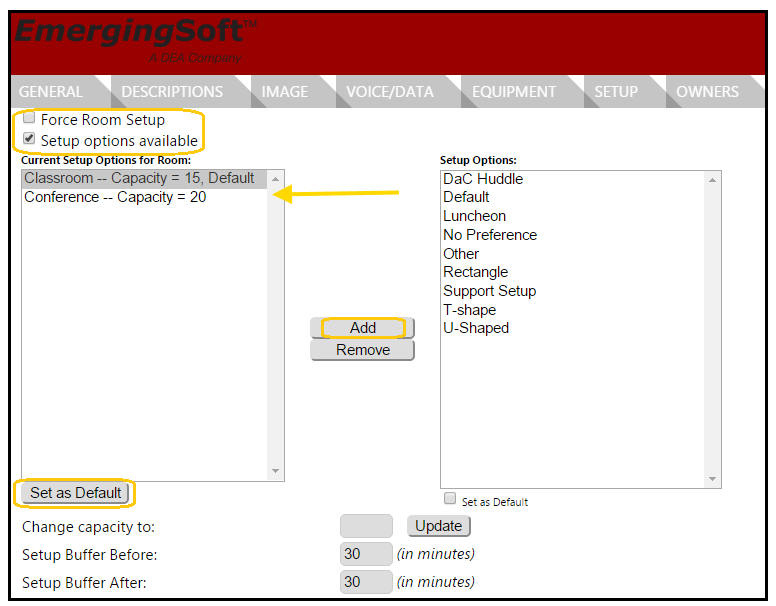 EmergingSoft™
A DEA Company
GENERAL DESCRIPTIONS IMAGE VOICE/DATA EQUIPMENT SETUP OWNERS
Force Room Setup
Setup options available
Current Setup Options for Room:
Classroom -- Capacity = 15, Default
Conference -- Capacity = 20
Add
Remove
Setup Options:
DaC Huddle
Default
Luncheon
No Preference
Other
Rectangle
Support Setup
T-shape
U-Shaped
Set as Default
Set as Default
Change capacity to: Update
Setup Buffer Before: 30 (in minutes)
Setup Buffer After: 30 (in minutes)